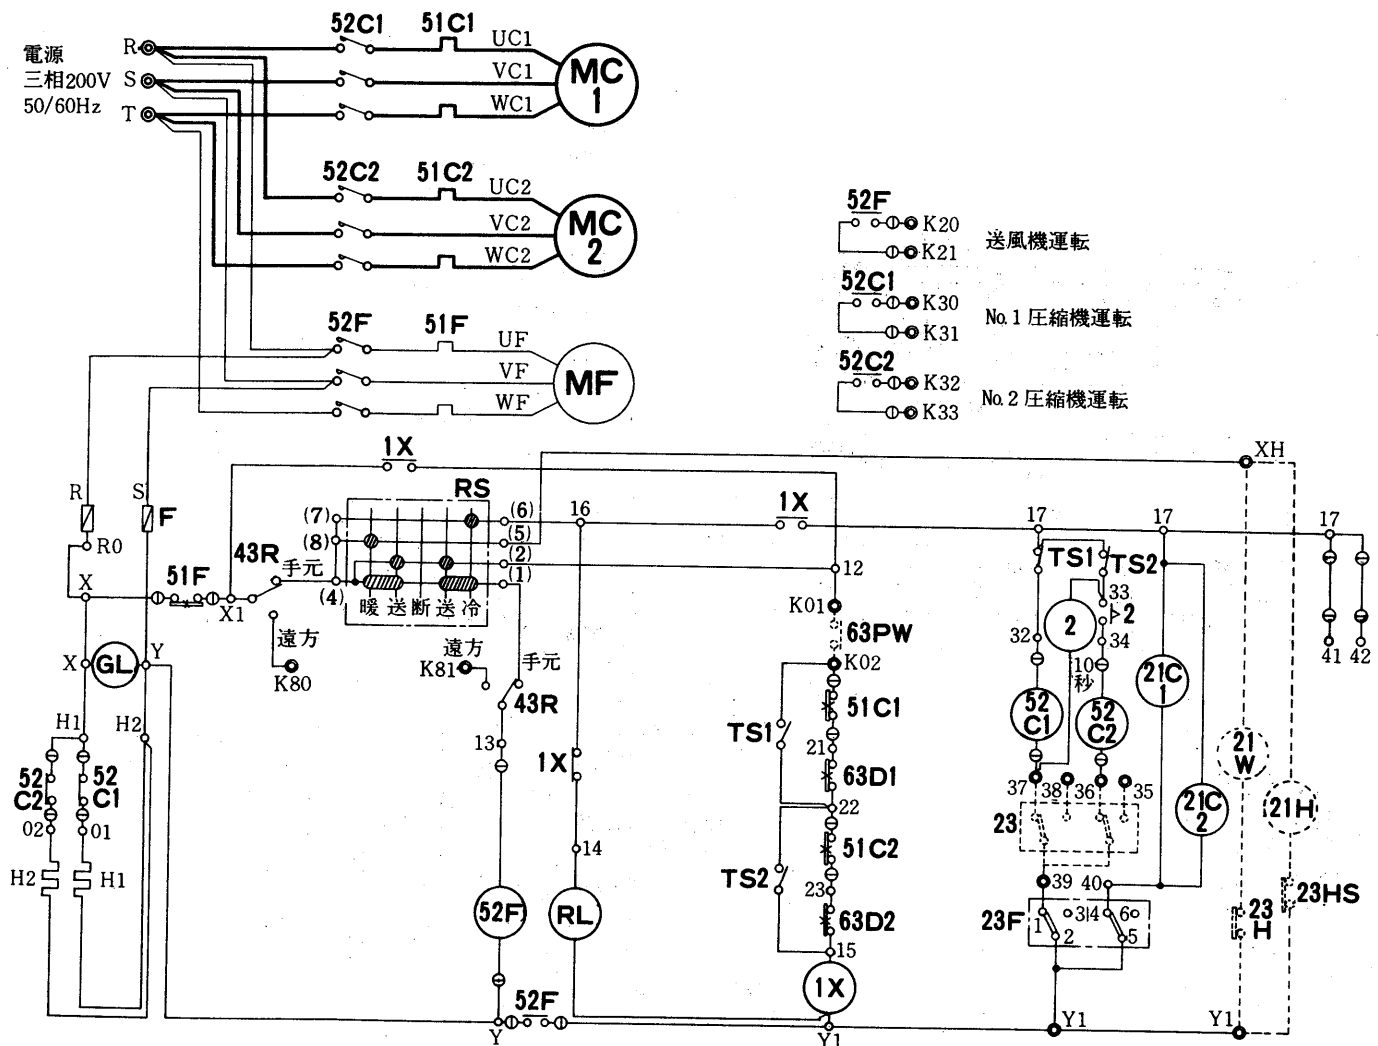 電源
三相200V
50/60Hz
R
S
T
52C1
51C1
UC1
VC1
WC1
MC
1
52C2
51C2
UC2
VC2
WC2
MC
2
52F
51F
UF
VF
WF
MF
52F
K20
K21
送風機運転
52C1
K30
K31
No.1 圧縮機運転
52C2
K32
K33
No.2 圧縮機運転
1X
RS
XH
R
S
F
R0
43R
手元
(7)
(8)
(4)
(6)
(5)
(2)
(1)
暖 送 断 送 冷
16
1X
17
17
17
51F
X
X1
遠方
K80
X
GL
Y
遠方
K81
手元
43R
12
K01
63PW
K02
TS1
TS2
33
2
2
32
34
10
秒
41
42
H1
H2
13
1X
TS1
51C1
21
63D1
22
52
C1
52
C2
21C
1
21
W
52
C2
52
C1
02
01
37
38
36
35
21C
2
21H
23
14
51C2
H2
H1
TS2
23
63D2
39
40
23HS
52F
RL
23F
1
2
3
4
5
6
23
H
15
1X
52F
Y
Y1
Y1
Y1